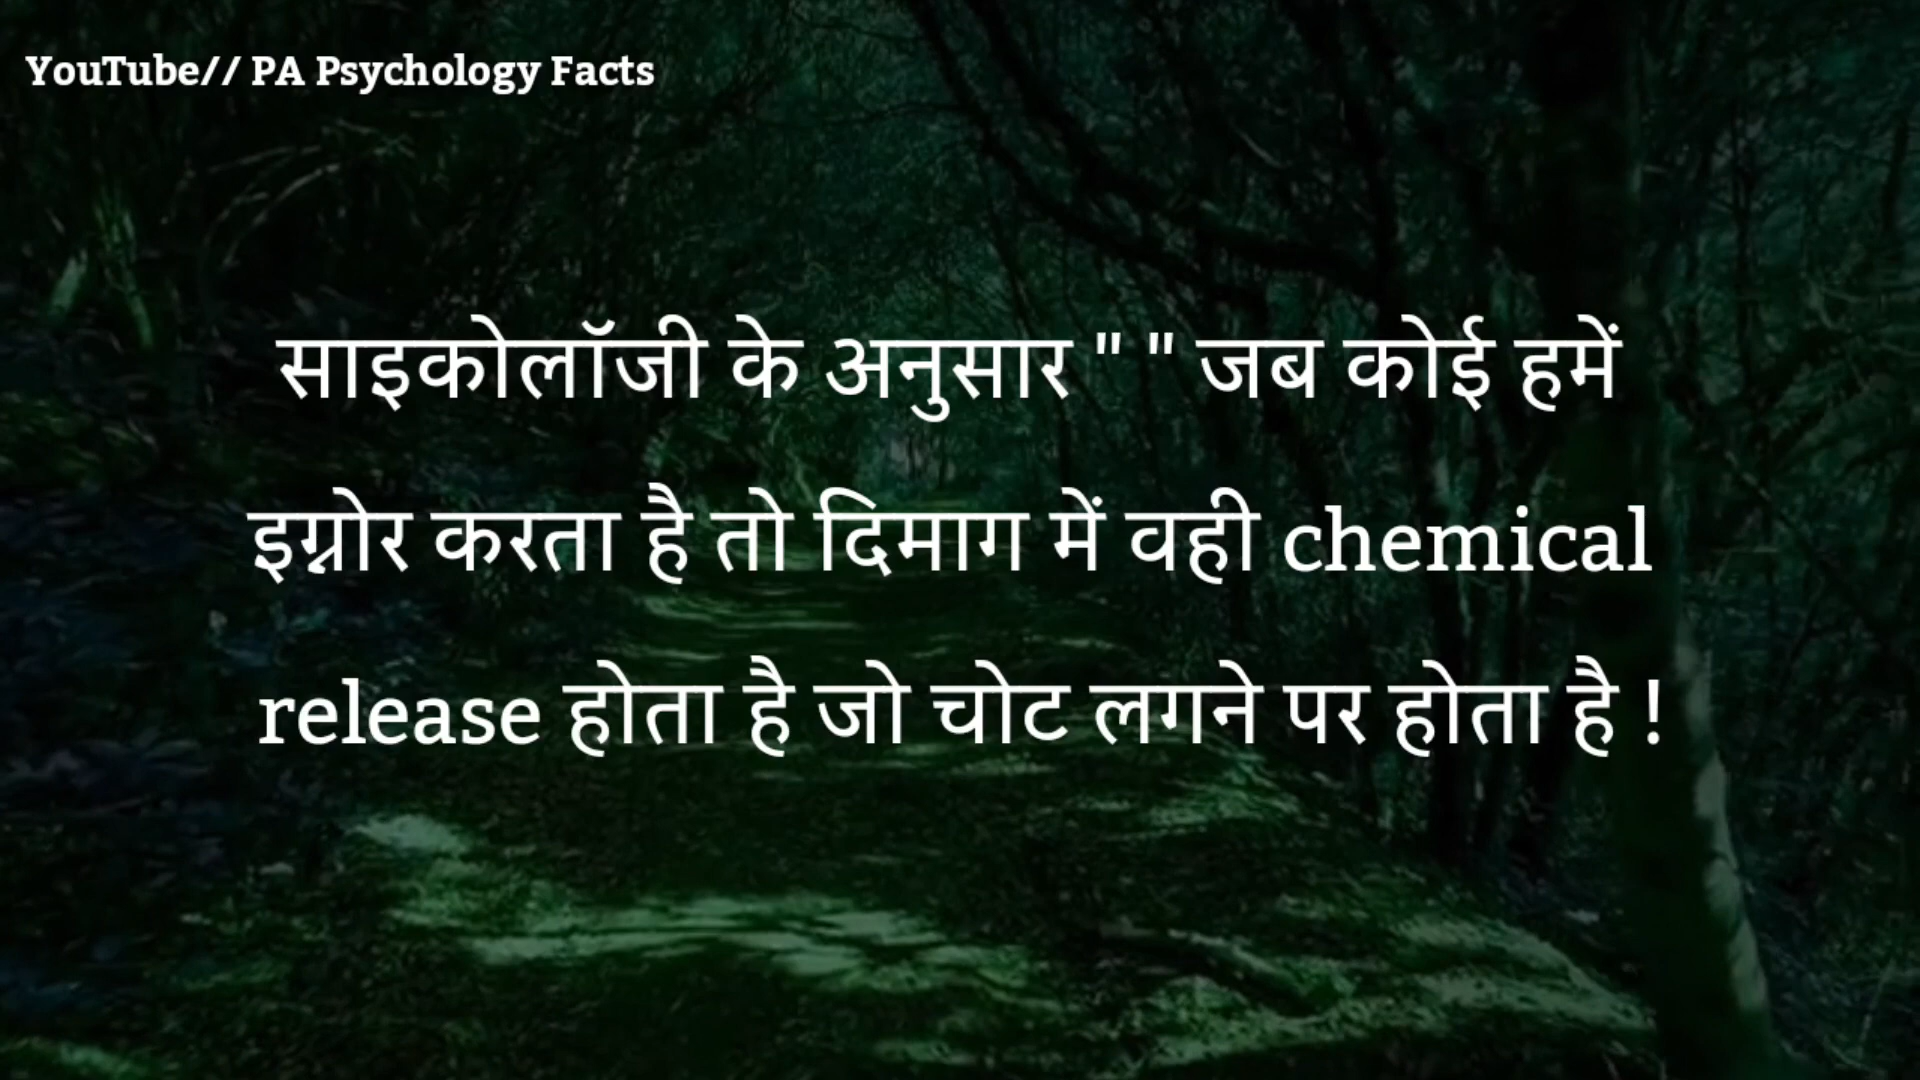 YouTube// PA Psychology Facts
साइकोलॉजी के अनुसार " " जब कोई हमें
इग्नोर करता है तो दिमाग में वही chemical
release होता है जो चोट लगने पर होता है !